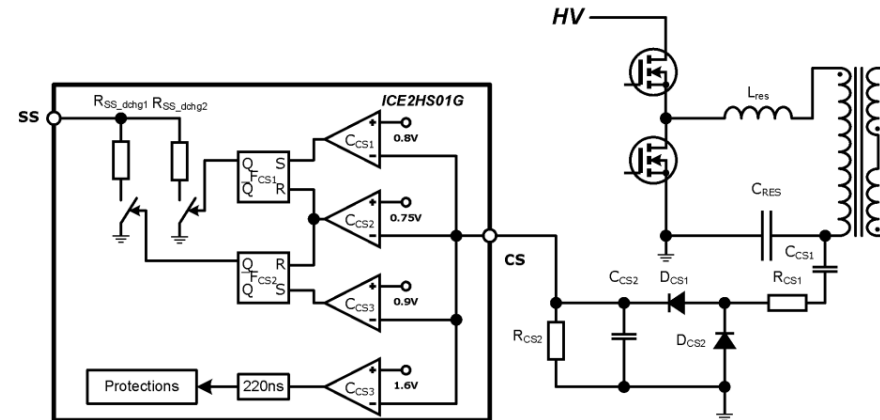 HV
ICE2HS01G
SS
R_SS_dchg1
R_SS_dchg2
0.8V
C_CS1
Q
S
F_CS1
Q
R
0.75V
C_CS2
Q
R
F_CS2
Q
S
0.9V
C_CS3
CS
1.6V
C_CS3
220ns
Protections
L_res
C_RES
C_CS1
R_CS1
D_CS1
C_CS2
R_CS2
D_CS2